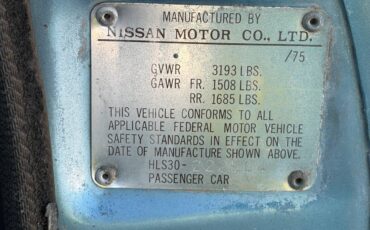 MANUFACTURED BY
NISSAN MOTOR CO., LTD.
/75
GVWR 3193 LBS.
GAWR FR. 1508 LBS.
RR. 1685 LBS.
THIS VEHICLE CONFORMS TO ALL
APPLICABLE FEDERAL MOTOR VEHICLE
SAFETY STANDARDS IN EFFECT ON THE
DATE OF MANUFACTURE SHOWN ABOVE.
HLS30-
PASSENGER CAR